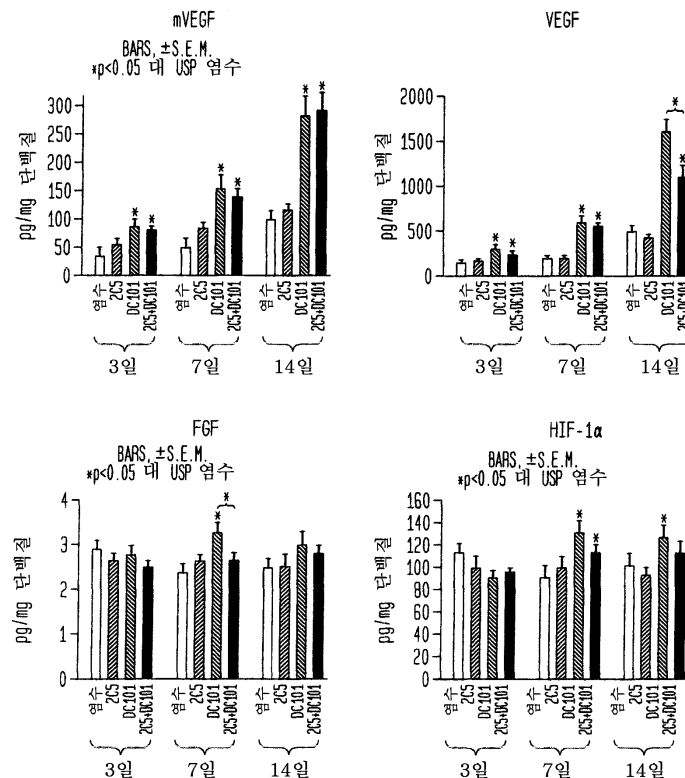 mVEGF
BARS, ±S.E.M.
*p<0.05 대 USP 염수
pg/mg 단백질
300
250
200
150
100
50
0
* * * * * *
염수 2C5 DC101 2C5+DC101 염수 2C5 DC101 2C5+DC101 염수 2C5 DC101 2C5+DC101
3일 7일 14일
VEGF
pg/mg 단백질
2000
1500
1000
500
0
* * * * * *
염수 2C5 DC101 2C5+DC101 염수 2C5 DC101 2C5+DC101 염수 2C5 DC101 2C5+DC101
3일 7일 14일
FGF
BARS, ±S.E.M.
*p<0.05 대 USP 염수
pg/mg 단백질
4
3
2
1
0
* *
염수 2C5 DC101 2C5+DC101 염수 2C5 DC101 2C5+DC101 염수 2C5 DC101 2C5+DC101
3일 7일 14일
HIF-1α
BARS, ±S.E.M.
*p<0.05 대 USP 염수
pg/mg 단백질
160
140
120
100
80
60
40
20
0
* * *
염수 2C5 DC101 2C5+DC101 염수 2C5 DC101 2C5+DC101 염수 2C5 DC101 2C5+DC101
3일 7일 14일